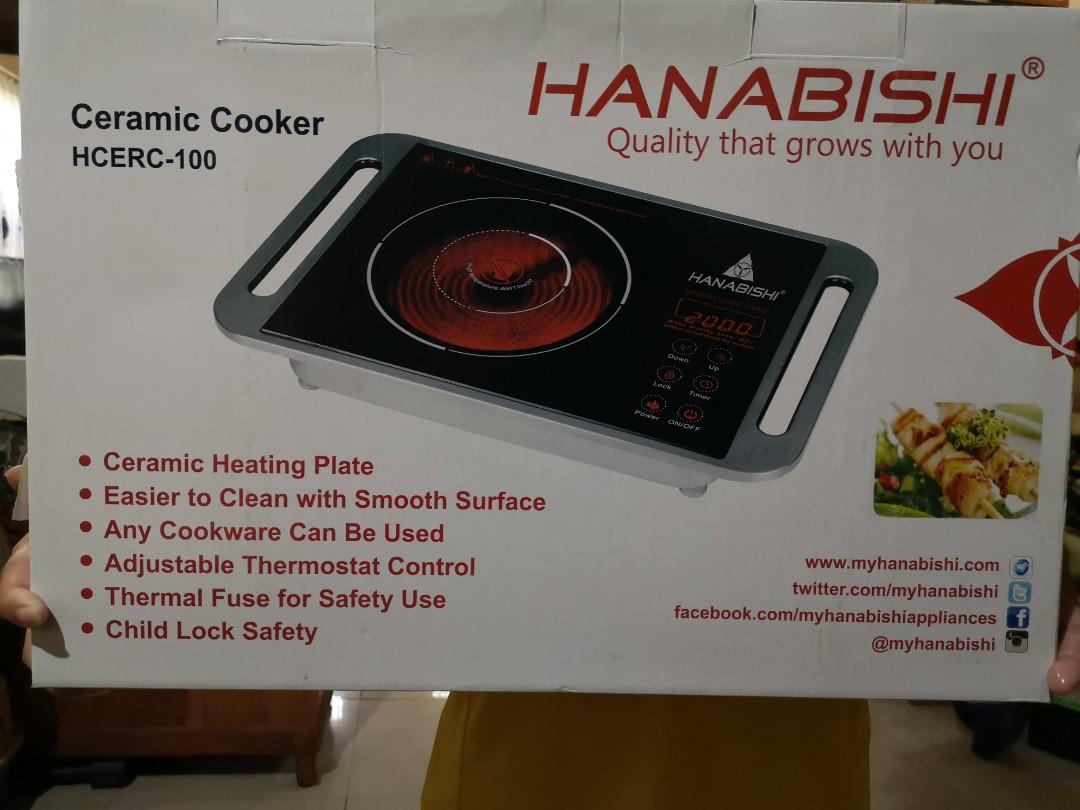 HANABISHI®
Quality that grows with you
Ceramic Cooker
HCERC-100
HANABISHI®
2000
Down
Up
Lock
Timer
Power
ON/OFF
• Ceramic Heating Plate
• Easier to Clean with Smooth Surface
• Any Cookware Can Be Used
• Adjustable Thermostat Control
• Thermal Fuse for Safety Use
• Child Lock Safety
www.myhanabishi.com
twitter.com/myhanabishi
facebook.com/myhanabishiappliances
@myhanabishi